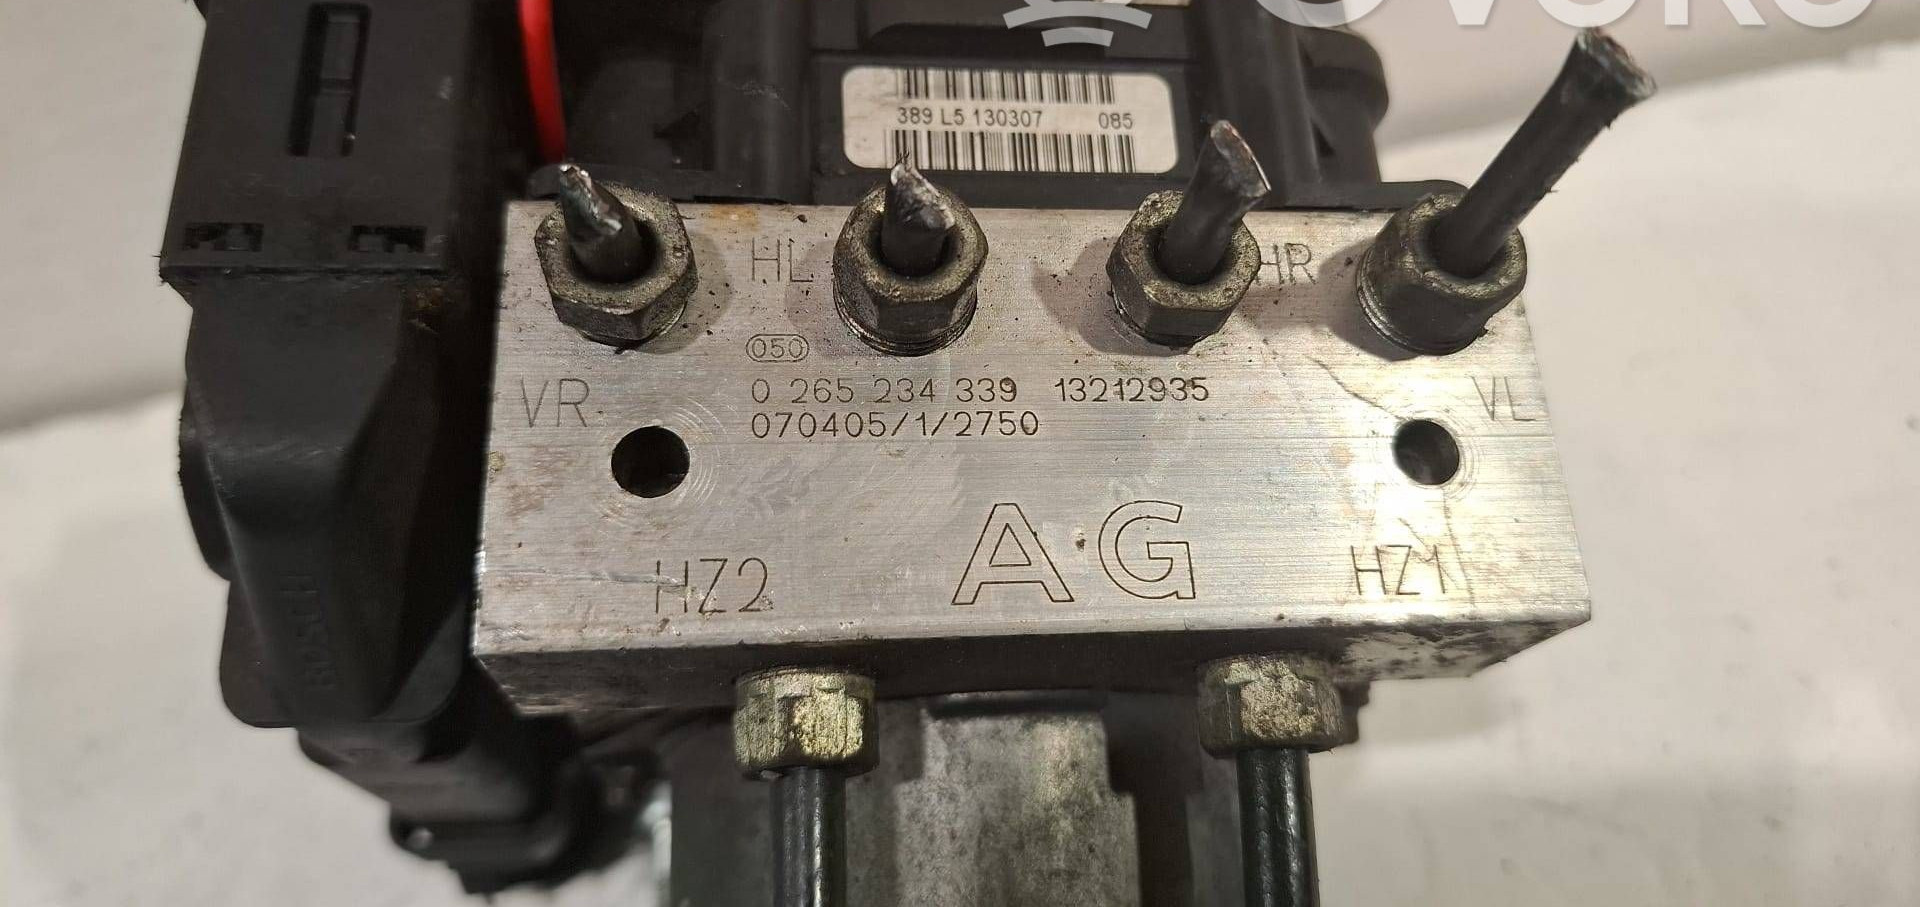 389 L5 130307 085
HL
HR
050
VR
0 265 234 339 13212935
VL
070405/1/2750
AG
HZ2
HZ1
BOSCH